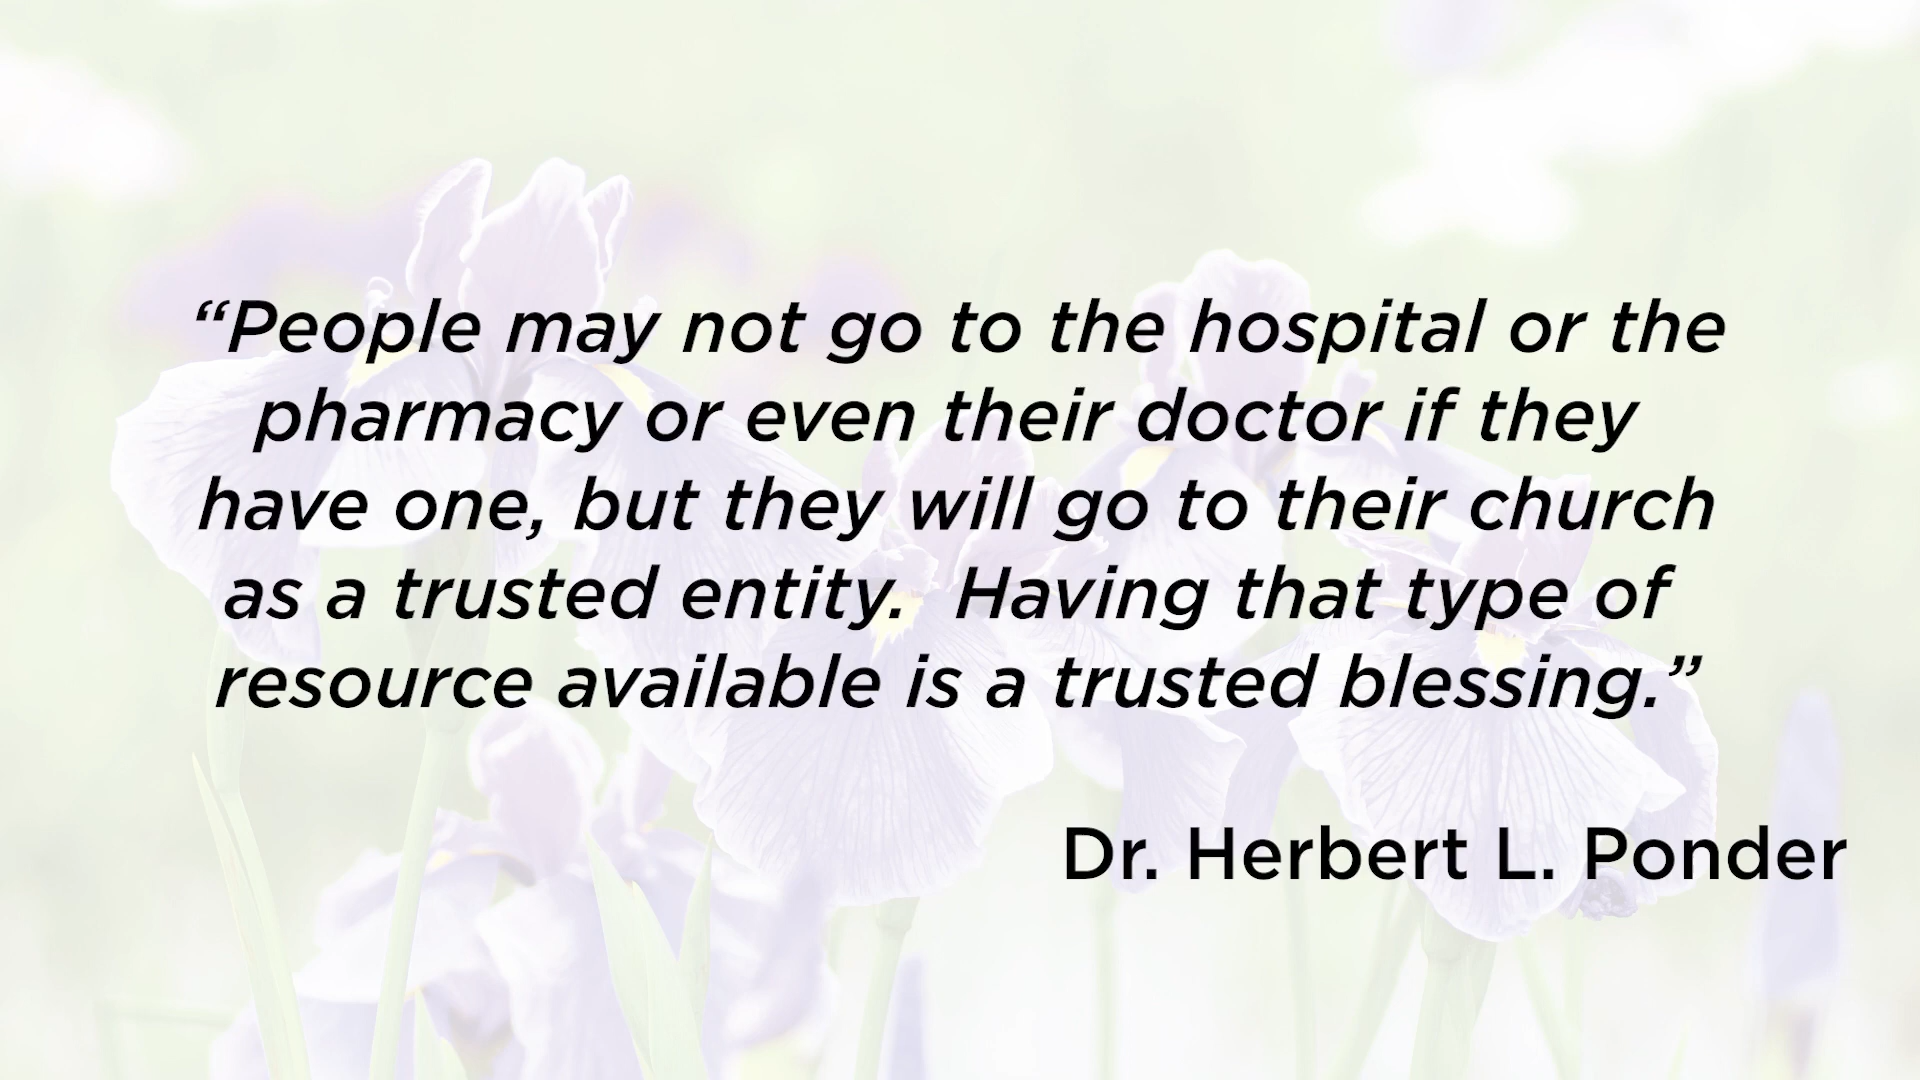 “People may not go to the hospital or the
pharmacy or even their doctor if they
have one, but they will go to their church
as a trusted entity.  Having that type of
resource available is a trusted blessing.”
Dr. Herbert L. Ponder